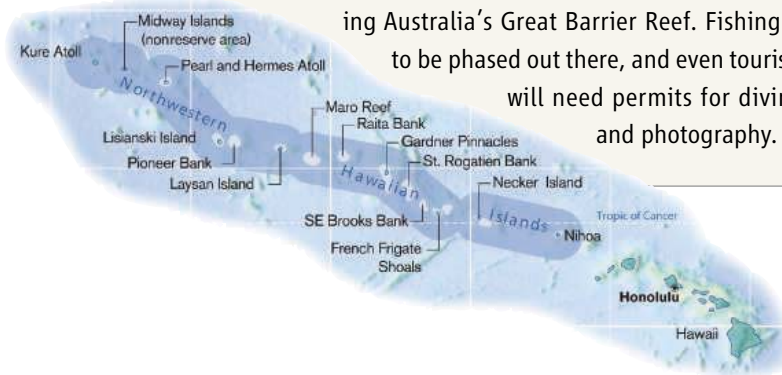 ing Australia's Great Barrier Reef. Fishing
to be phased out there, and even touris
will need permits for divin
and photography.
Midway Islands
(nonreserve area)
Kure Atoll
Pearl and Hermes Atoll
Northwestern
Maro Reef
Raita Bank
Lisianski Island
Gardner Pinnacles
Pioneer Bank
St. Rogatien Bank
Laysan Island
Hawaiian
Necker Island
SE Brooks Bank
Islands
Tropic of Cancer
Nihoa
French Frigate
Shoals
Honolulu
Hawaii